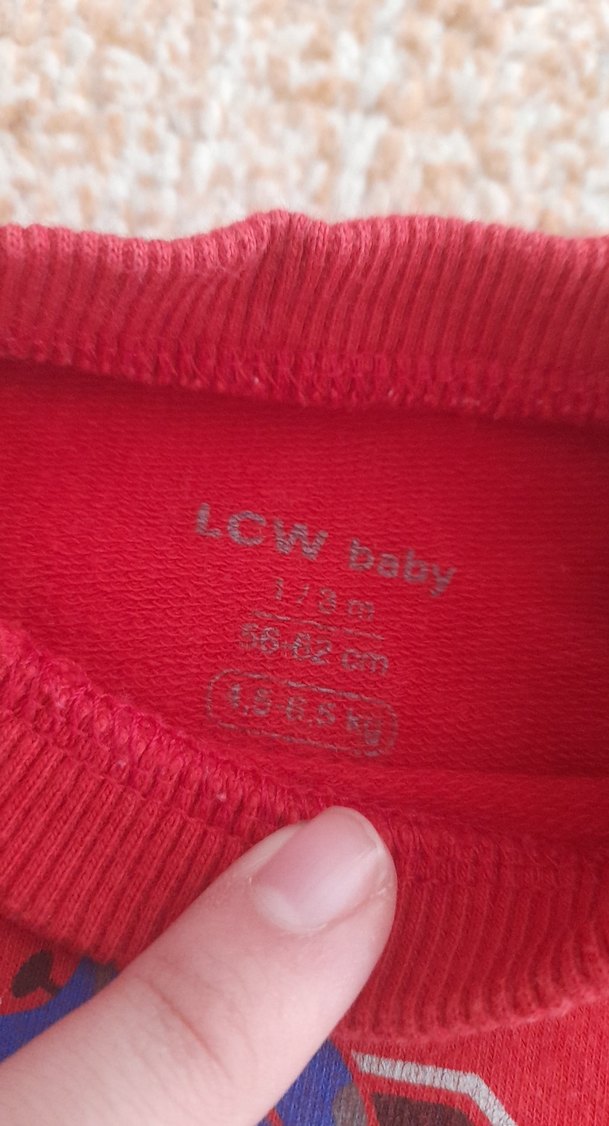 LCW baby
1 / 3 m
56-62 cm
4,5-6,5 kg